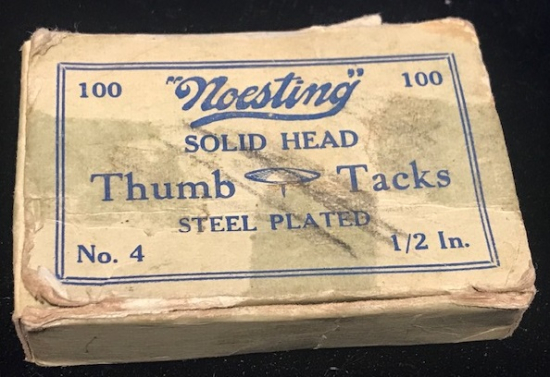 100 "Noesting" 100
SOLID HEAD
Thumb Tacks
STEEL PLATED
No. 4 1/2 In.